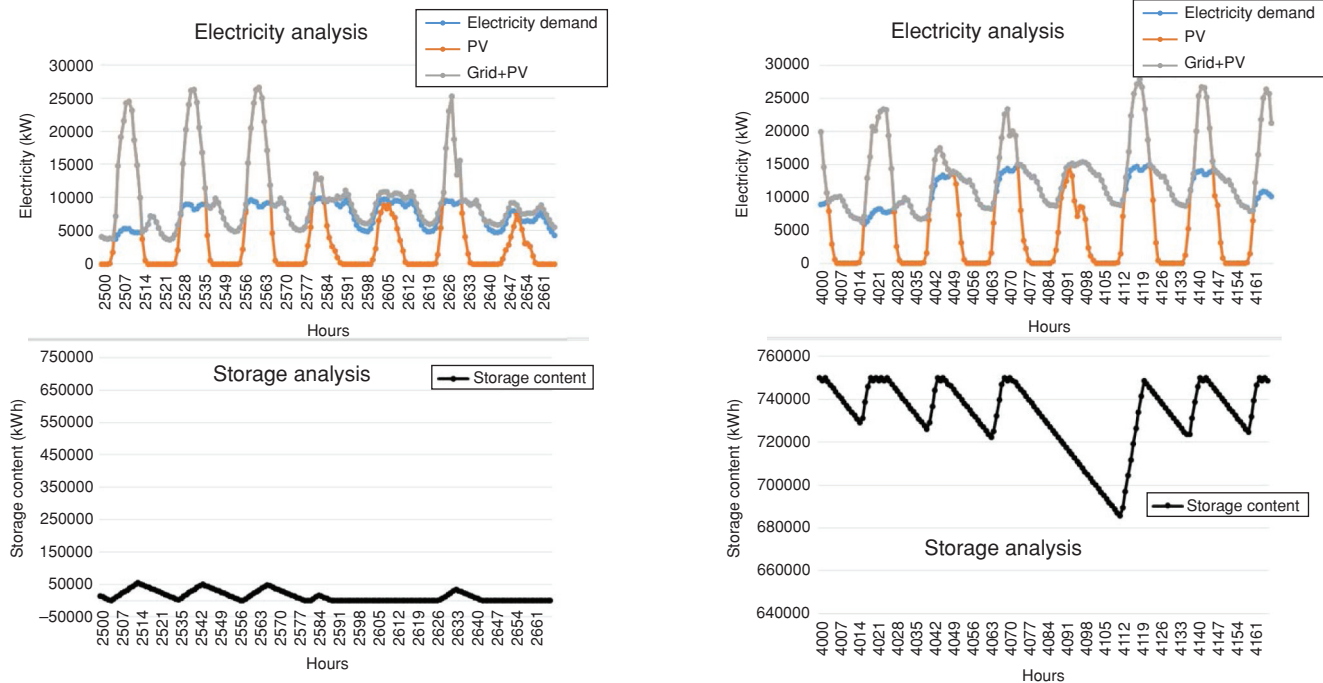 Electricity analysis
Electricity demand
PV
Grid+PV
30000
25000
20000
15000
10000
5000
0
Electricity (kW)
2500 2507 2514 2521 2528 2535 2542 2549 2556 2563 2570 2577 2584 2591 2598 2605 2612 2619 2626 2633 2640 2647 2654 2661
Hours
750000
650000
550000
450000
350000
250000
150000
50000
–50000
Storage content (kWh)
Storage analysis
Storage content
2500 2507 2514 2521 2535 2542 2549 2556 2563 2570 2577 2584 2591 2598 2605 2612 2619 2626 2633 2640 2647 2654 2661
Hours
Electricity analysis
Electricity demand
PV
Grid+PV
30000
25000
20000
15000
10000
5000
0
Electricity (kW)
4000 4007 4014 4021 4028 4035 4042 4049 4056 4063 4070 4077 4084 4091 4098 4105 4112 4119 4126 4133 4140 4147 4154 4161
Hours
760000
740000
720000
700000
680000
660000
640000
Storage content (kWh)
Storage content
Storage analysis
4000 4007 4014 4021 4028 4035 4042 4049 4056 4063 4070 4077 4084 4091 4098 4105 4112 4119 4126 4133 4140 4147 4154 4161
Hours